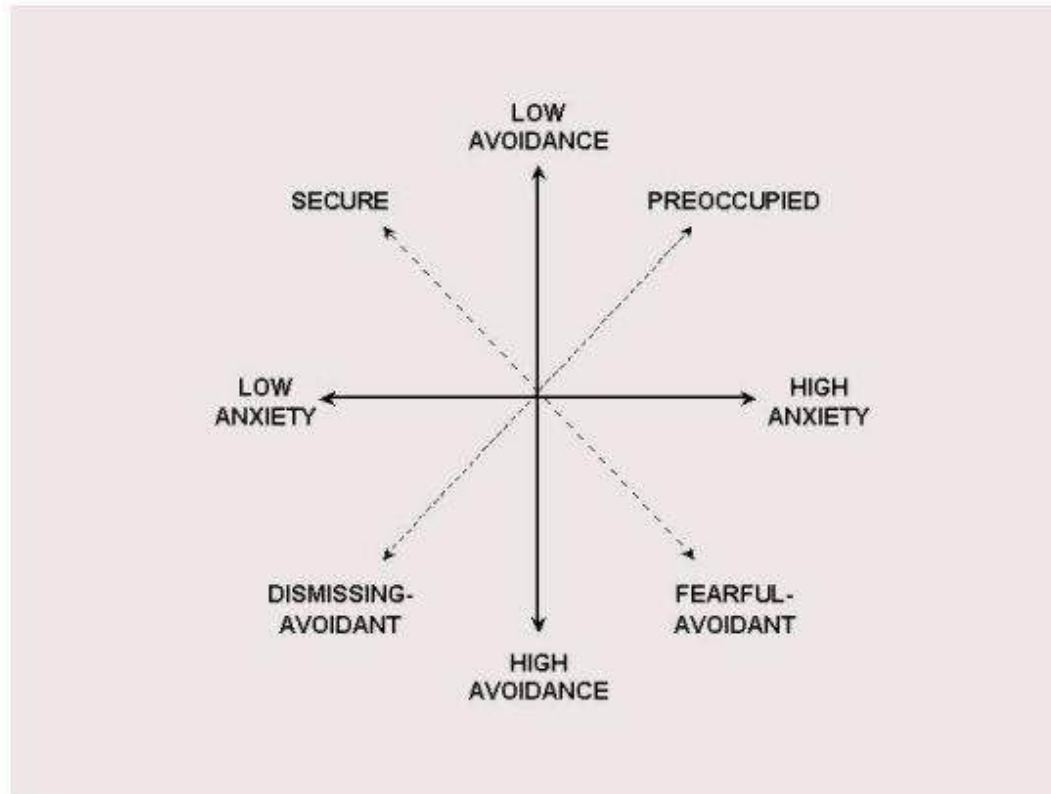 LOW
AVOIDANCE
SECURE
PREOCCUPIED
LOW
ANXIETY
HIGH
ANXIETY
DISMISSING-
AVOIDANT
FEARFUL-
AVOIDANT
HIGH
AVOIDANCE